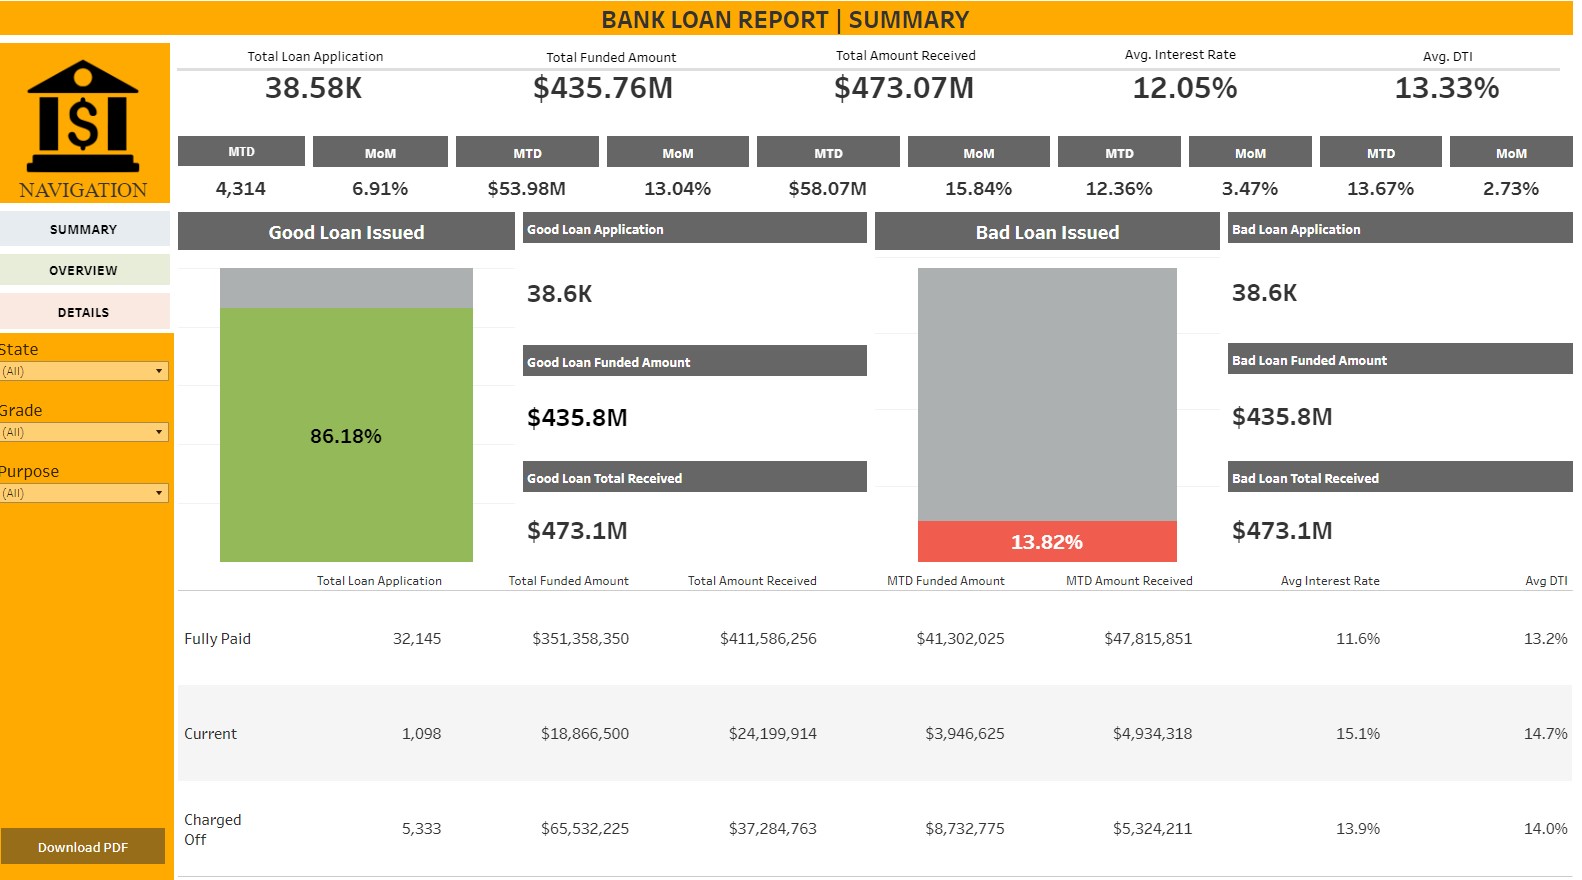 BANK LOAN REPORT | SUMMARY
$
NAVIGATION
SUMMARY
OVERVIEW
DETAILS
State
(All)
Grade
(All)
Purpose
(All)
Download PDF
Total Loan Application
38.58K
Total Funded Amount
$435.76M
Total Amount Received
$473.07M
Avg. Interest Rate
12.05%
Avg. DTI
13.33%
MTD MoM MTD MoM MTD MoM MTD MoM MTD MoM
4,314 6.91% $53.98M 13.04% $58.07M 15.84% 12.36% 3.47% 13.67% 2.73%
Good Loan Issued
86.18%
Good Loan Application
38.6K
Good Loan Funded Amount
$435.8M
Good Loan Total Received
$473.1M
Bad Loan Issued
13.82%
Bad Loan Application
38.6K
Bad Loan Funded Amount
$435.8M
Bad Loan Total Received
$473.1M
Total Loan Application Total Funded Amount Total Amount Received MTD Funded Amount MTD Amount Received Avg Interest Rate Avg DTI
Fully Paid 32,145 $351,358,350 $411,586,256 $41,302,025 $47,815,851 11.6% 13.2%
Current 1,098 $18,866,500 $24,199,914 $3,946,625 $4,934,318 15.1% 14.7%
Charged
Off 5,333 $65,532,225 $37,284,763 $8,732,775 $5,324,211 13.9% 14.0%